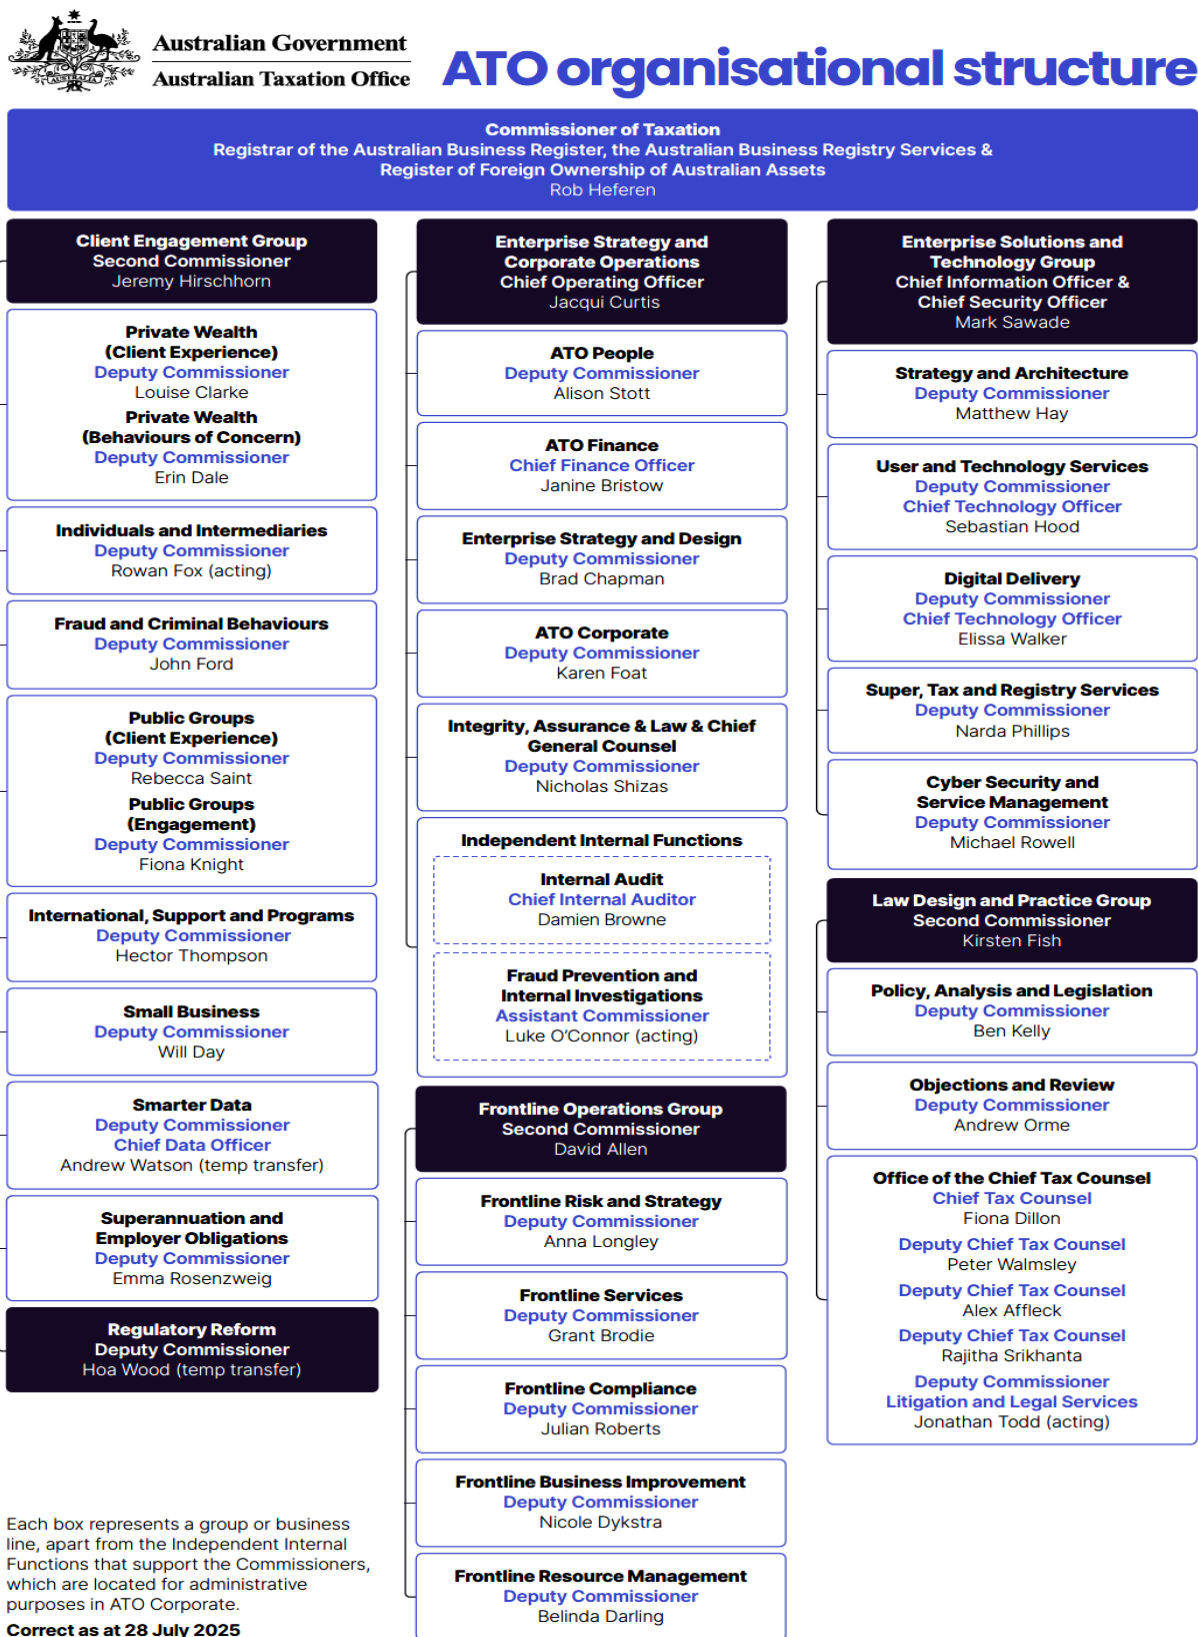 Australian Government
Australian Taxation Office
ATO organisational structure
Commissioner of Taxation
Registrar of the Australian Business Register, the Australian Business Registry Services &
Register of Foreign Ownership of Australian Assets
Rob Heferen
Client Engagement Group
Second Commissioner
Jeremy Hirschhorn
Private Wealth
(Client Experience)
Deputy Commissioner
Louise Clarke
Private Wealth
(Behaviours of Concern)
Deputy Commissioner
Erin Dale
Individuals and Intermediaries
Deputy Commissioner
Rowan Fox (acting)
Fraud and Criminal Behaviours
Deputy Commissioner
John Ford
Public Groups
(Client Experience)
Deputy Commissioner
Rebecca Saint
Public Groups
(Engagement)
Deputy Commissioner
Fiona Knight
International, Support and Programs
Deputy Commissioner
Hector Thompson
Small Business
Deputy Commissioner
Will Day
Smarter Data
Deputy Commissioner
Chief Data Officer
Andrew Watson (temp transfer)
Superannuation and
Employer Obligations
Deputy Commissioner
Emma Rosenzweig
Regulatory Reform
Deputy Commissioner
Hoa Wood (temp transfer)
Enterprise Strategy and
Corporate Operations
Chief Operating Officer
Jacqui Curtis
ATO People
Deputy Commissioner
Alison Stott
ATO Finance
Chief Finance Officer
Janine Bristow
Enterprise Strategy and Design
Deputy Commissioner
Brad Chapman
ATO Corporate
Deputy Commissioner
Karen Foat
Integrity, Assurance & Law & Chief
General Counsel
Deputy Commissioner
Nicholas Shizas
Independent Internal Functions
Internal Audit
Chief Internal Auditor
Damien Browne
Fraud Prevention and
Internal Investigations
Assistant Commissioner
Luke O'Connor (acting)
Frontline Operations Group
Second Commissioner
David Allen
Frontline Risk and Strategy
Deputy Commissioner
Anna Longley
Frontline Services
Deputy Commissioner
Grant Brodie
Frontline Compliance
Deputy Commissioner
Julian Roberts
Frontline Business Improvement
Deputy Commissioner
Nicole Dykstra
Frontline Resource Management
Deputy Commissioner
Belinda Darling
Enterprise Solutions and
Technology Group
Chief Information Officer &
Chief Security Officer
Mark Sawade
Strategy and Architecture
Deputy Commissioner
Matthew Hay
User and Technology Services
Deputy Commissioner
Chief Technology Officer
Sebastian Hood
Digital Delivery
Deputy Commissioner
Chief Technology Officer
Elissa Walker
Super, Tax and Registry Services
Deputy Commissioner
Narda Phillips
Cyber Security and
Service Management
Deputy Commissioner
Michael Rowell
Law Design and Practice Group
Second Commissioner
Kirsten Fish
Policy, Analysis and Legislation
Deputy Commissioner
Ben Kelly
Objections and Review
Deputy Commissioner
Andrew Orme
Office of the Chief Tax Counsel
Chief Tax Counsel
Fiona Dillon
Deputy Chief Tax Counsel
Peter Walmsley
Deputy Chief Tax Counsel
Alex Affleck
Deputy Chief Tax Counsel
Rajitha Srikhanta
Deputy Commissioner
Litigation and Legal Services
Jonathan Todd (acting)
Each box represents a group or business
line, apart from the Independent Internal
Functions that support the Commissioners,
which are located for administrative
purposes in ATO Corporate.
Correct as at 28 July 2025
AUSTRALIA